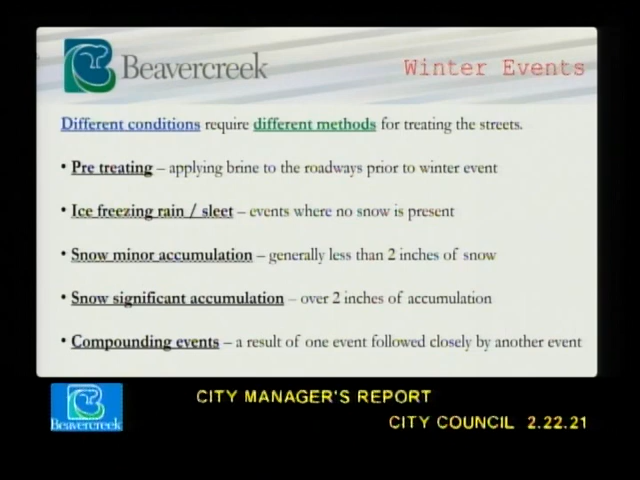 Beavercreek
Winter Events
Different conditions require different methods for treating the streets.
• Pre treating – applying brine to the roadways prior to winter event
• Ice freezing rain / sleet – events where no snow is present
• Snow minor accumulation – generally less than 2 inches of snow
• Snow significant accumulation – over 2 inches of accumulation
• Compounding events – a result of one event followed closely by another event
Beavercreek
CITY MANAGER'S REPORT
CITY COUNCIL 2.22.21